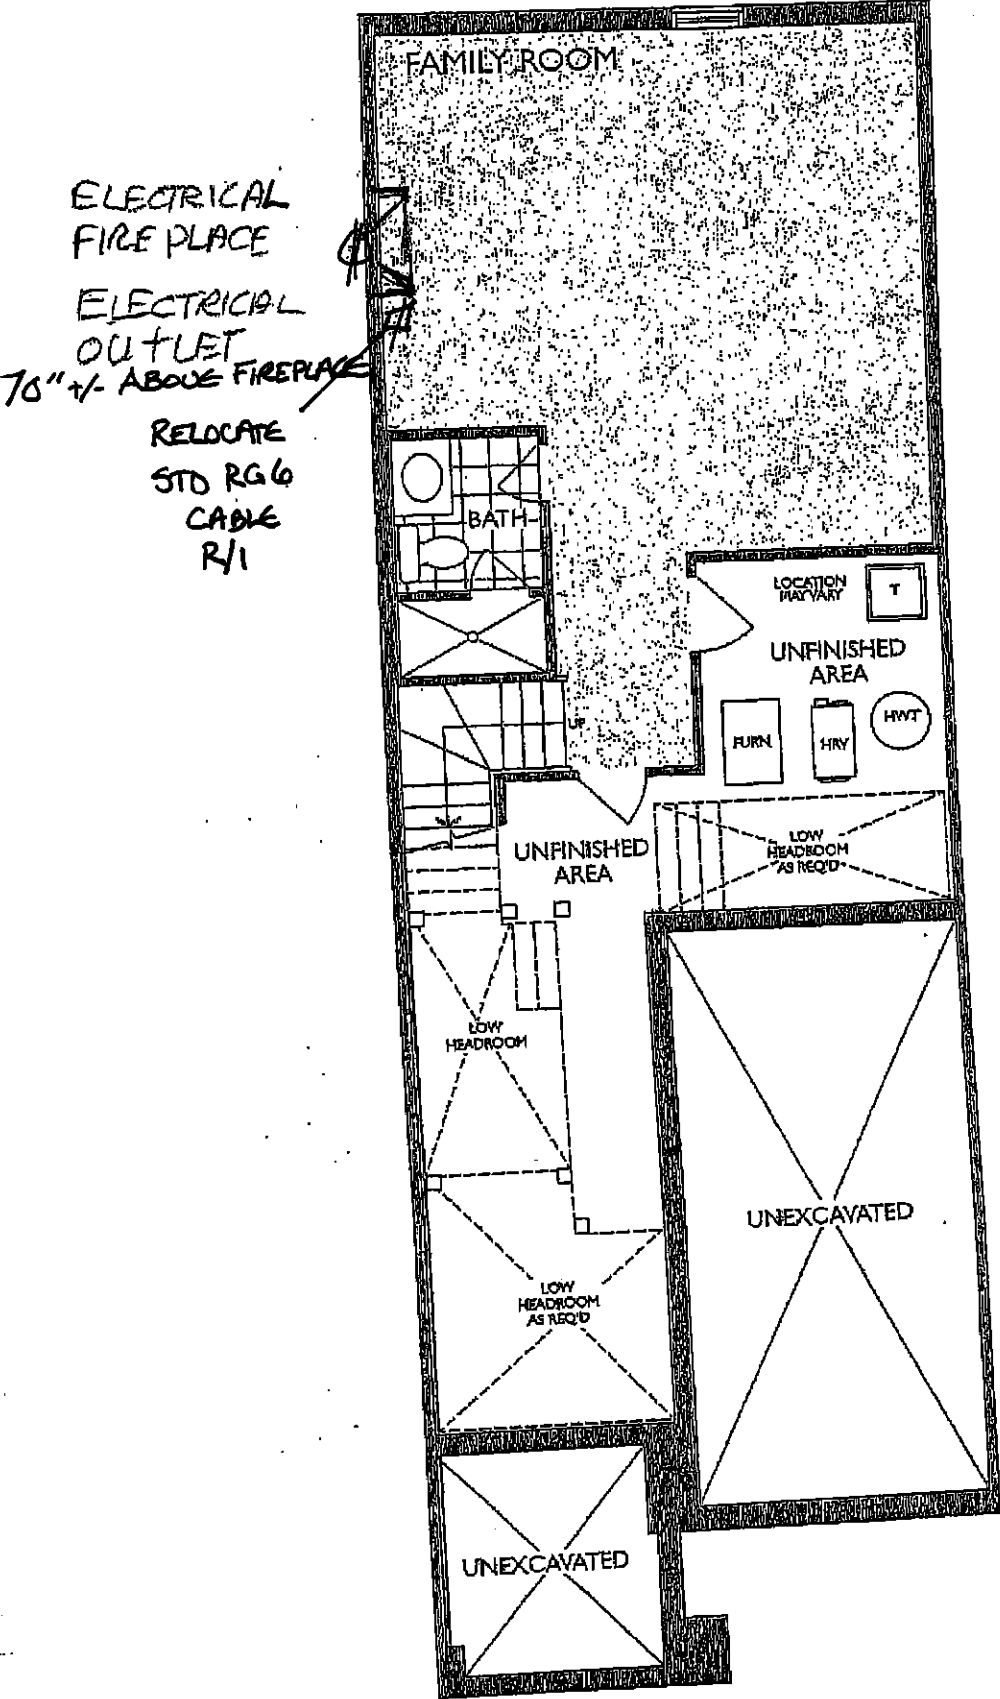 FAMILY ROOM
ELECTRICAL
FIRE PLACE
ELECTRICAL
OUTLET
70" +/- ABOVE FIREPLACE
RELOCATE
STD RG6
CABLE
R/I
BATH
LOCATION
MAY VARY
T
UNFINISHED
AREA
UP
FURN
HRV
HWT
UNFINISHED
AREA
LOW
HEADROOM
AS REQ'D
LOW
HEADROOM
UNEXCAVATED
LOW
HEADROOM
AS REQ'D
UNEXCAVATED